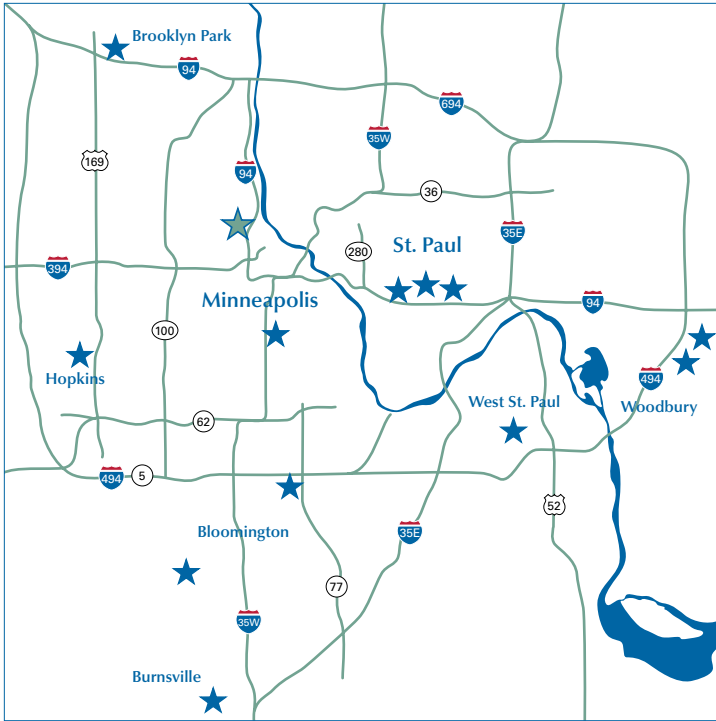 Brooklyn Park
94
694
35W
169
94
36
35E
280
St. Paul
394
Minneapolis
94
100
Hopkins
494
West St. Paul
Woodbury
62
494
5
52
Bloomington
35E
77
35W
Burnsville